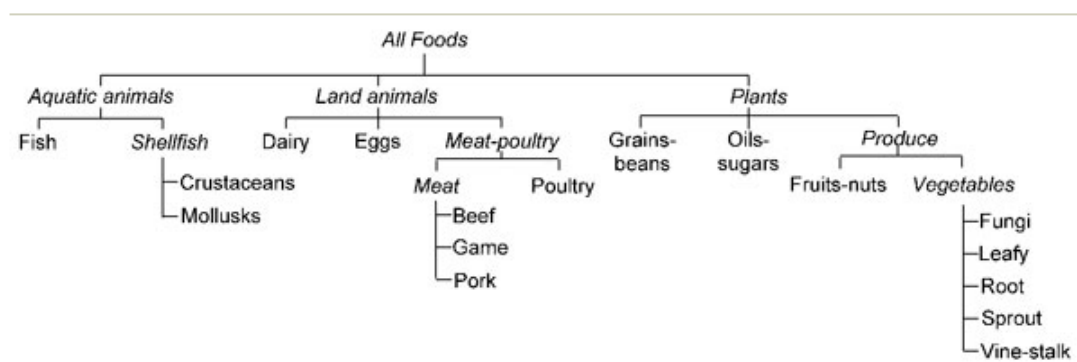 All Foods
Aquatic animals
Land animals
Plants
Fish
Shellfish
Dairy
Eggs
Meat-poultry
Grains-
beans
Oils-
sugars
Produce
Crustaceans
Mollusks
Meat
Poultry
Fruits-nuts
Vegetables
Beef
Game
Pork
Fungi
Leafy
Root
Sprout
Vine-stalk